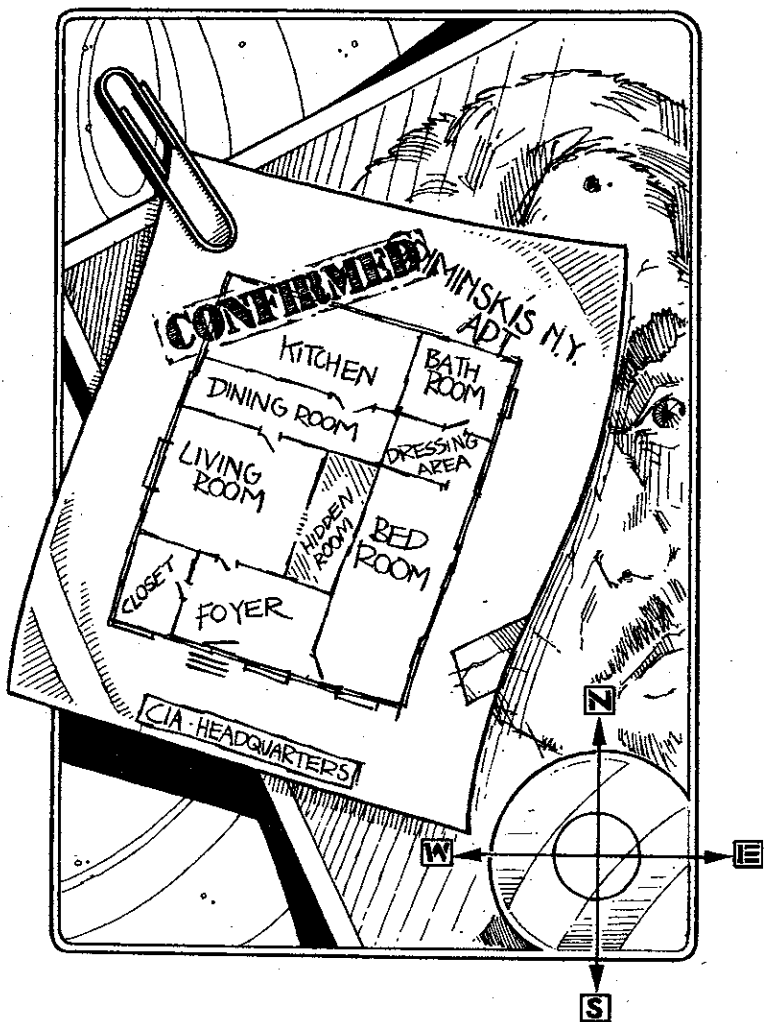 CONFIRMED
N.Y.
APT
KITCHEN
BATH
ROOM
DINING ROOM
DRESSING
AREA
LIVING
ROOM
HIDDEN
ROOM
BED
ROOM
CLOSET
FOYER
CIA·HEADQUARTERS
N
W
E
S